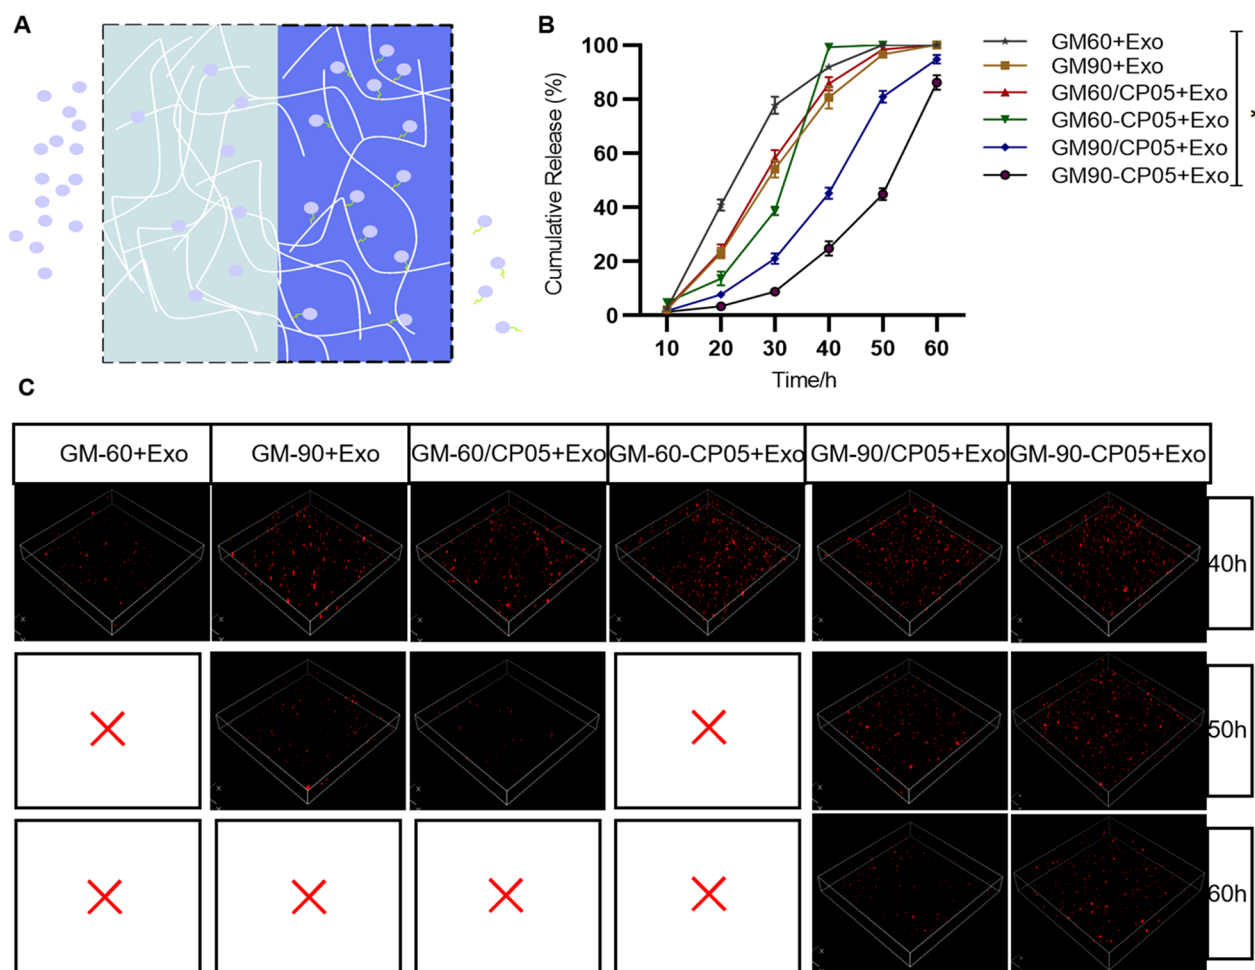 A
B
Cumulative Release (%)
100
80
60
40
20
0
10 20 30 40 50 60
Time/h
GM60+Exo
GM90+Exo
GM60/CP05+Exo
GM60-CP05+Exo
GM90/CP05+Exo
GM90-CP05+Exo
C
GM-60+Exo GM-90+Exo GM-60/CP05+Exo GM-60-CP05+Exo GM-90/CP05+Exo GM-90-CP05+Exo
40h
50h
60h